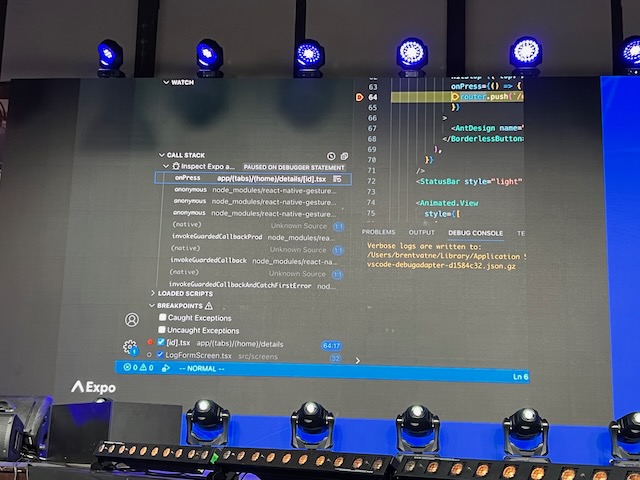 WATCH
CALL STACK
Inspect Expo a... PAUSED ON DEBUGGER STATEMENT
onPress app/(tabs)/(home)/details/[id].tsx
anonymous node_modules/react-native-gesture...
anonymous node_modules/react-native-gesture...
anonymous node_modules/react-native-gesture...
(native) Unknown Source 1:1
invokeGuardedCallbackProd node_modules/rea...
(native) Unknown Source 1:1
invokeGuardedCallback node_modules/react-na...
(native) Unknown Source 1:1
invokeGuardedCallbackAndCatchFirstError nod...
LOADED SCRIPTS
BREAKPOINTS
Caught Exceptions
Uncaught Exceptions
[id].tsx app/(tabs)/(home)/details 64:17
LogFormScreen.tsx src/screens 32
63 onPress={() => {
64 router.push(`/
65 })
66 >
67 <AntDesign name="
68 </BorderlessButton>
69 ),
70 }}
71 />
72 <StatusBar style="light"
73
74 <Animated.View
75 style={[
PROBLEMS OUTPUT DEBUG CONSOLE
Verbose logs are written to:
/Users/brentvatne/Library/Application S
vscode-debugadapter-d1584c32.json.gz
1
0 0 -- NORMAL -- Ln 6
Expo